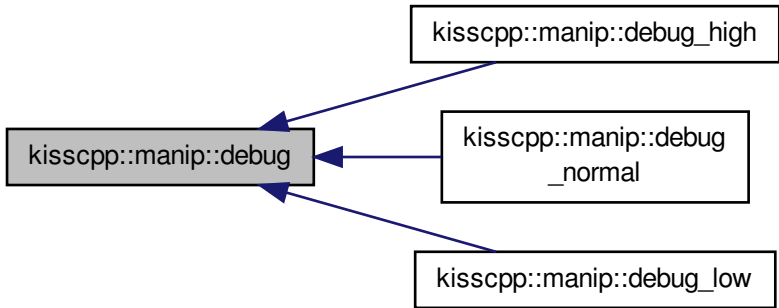 kisscpp::manip::debug_high
kisscpp::manip::debug
kisscpp::manip::debug
_normal
kisscpp::manip::debug_low